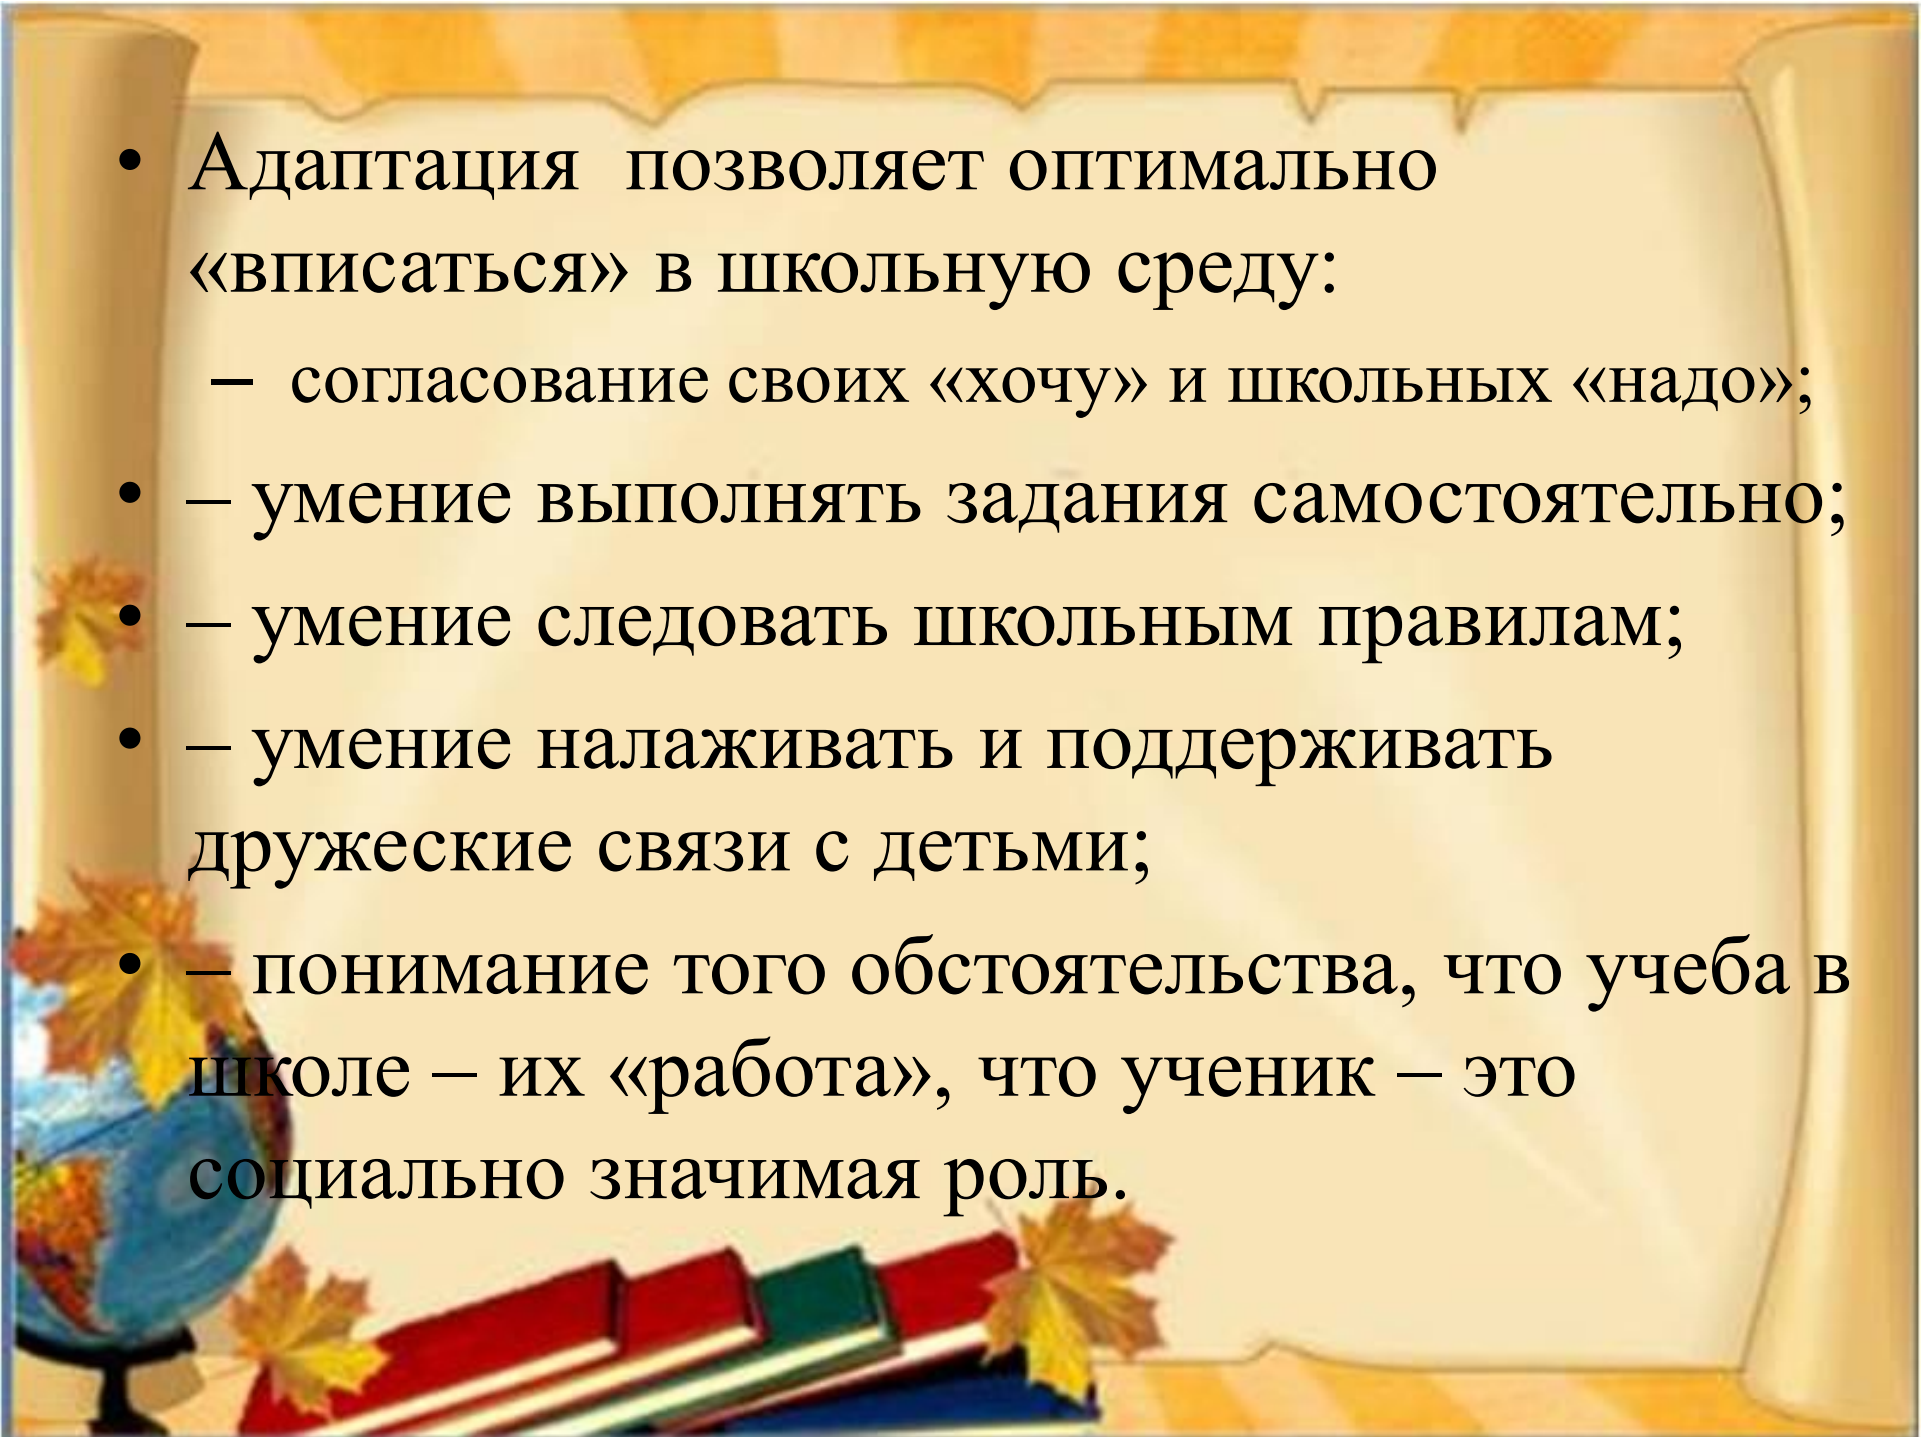 • Адаптация  позволяет оптимально
«вписаться» в школьную среду:
– согласование своих «хочу» и школьных «надо»;
• – умение выполнять задания самостоятельно;
• – умение следовать школьным правилам;
• – умение налаживать и поддерживать
дружеские связи с детьми;
• – понимание того обстоятельства, что учеба в
школе – их «работа», что ученик – это
социально значимая роль.